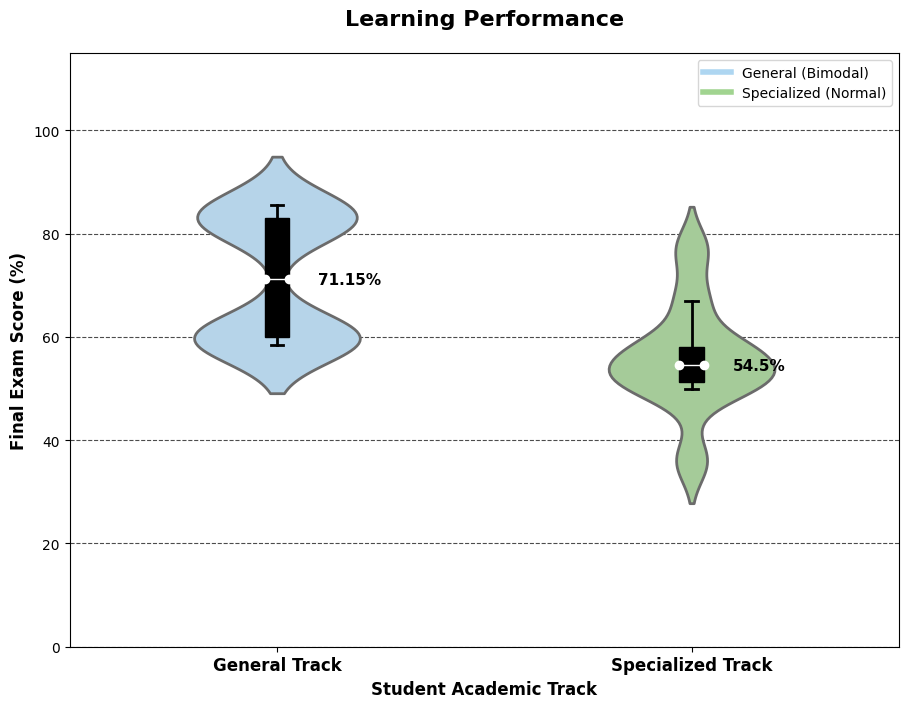 Learning Performance
General (Bimodal)
Specialized (Normal)
100
80
60
40
20
0
71.15%
54.5%
Final Exam Score (%)
General Track
Specialized Track
Student Academic Track